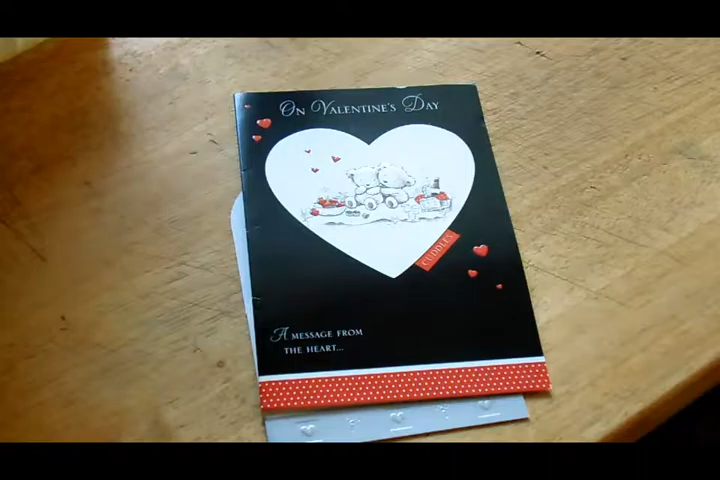 On Valentine's Day
CUDDLES
A message from
the heart...